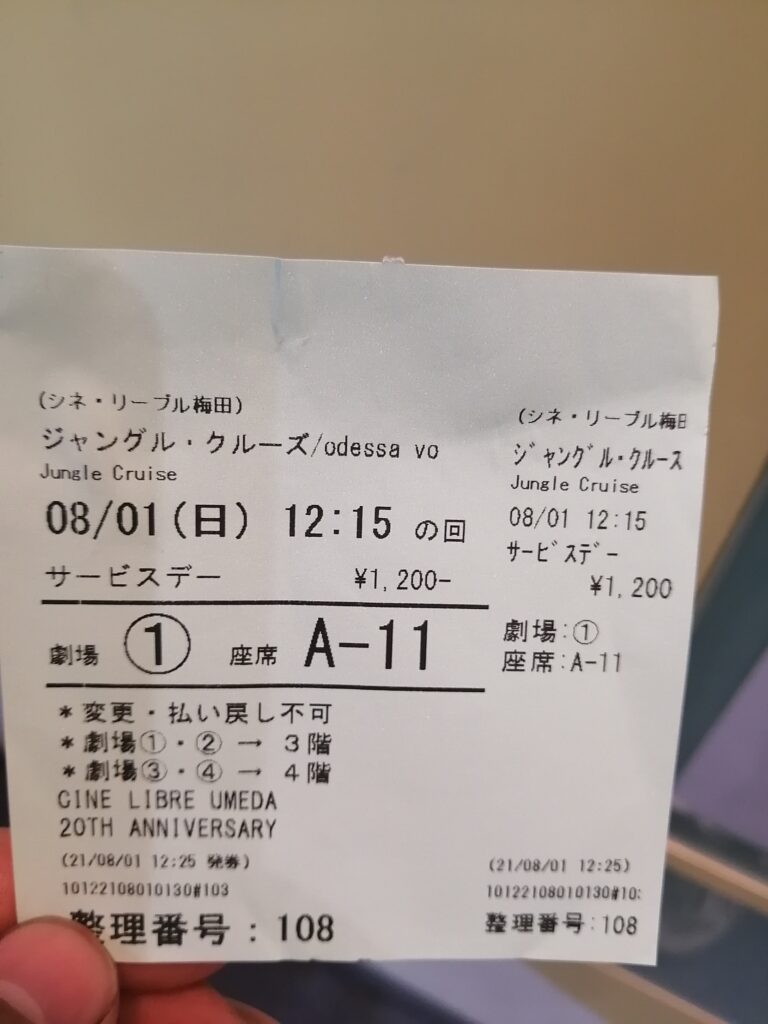 (シネ・リーブル梅田)
ジャングル・クルーズ/odessa vo
Jungle Cruise
08/01(日) 12:15 の回
サービスデー ¥1,200-
劇場 ① 座席 A-11
*変更・払い戻し不可
*劇場①・② → 3階
*劇場③・④ → 4階
CINE LIBRE UMEDA
20TH ANNIVERSARY
(21/08/01 12:25 発券)
10122108010130#103
整理番号:108
(シネ・リーブル梅田
ジャングル・クルーズ
Jungle Cruise
08/01 12:15
サービスデー
¥1,200
劇場:①
座席:A-11
(21/08/01 12:25)
10122108010130#10
整理番号:108